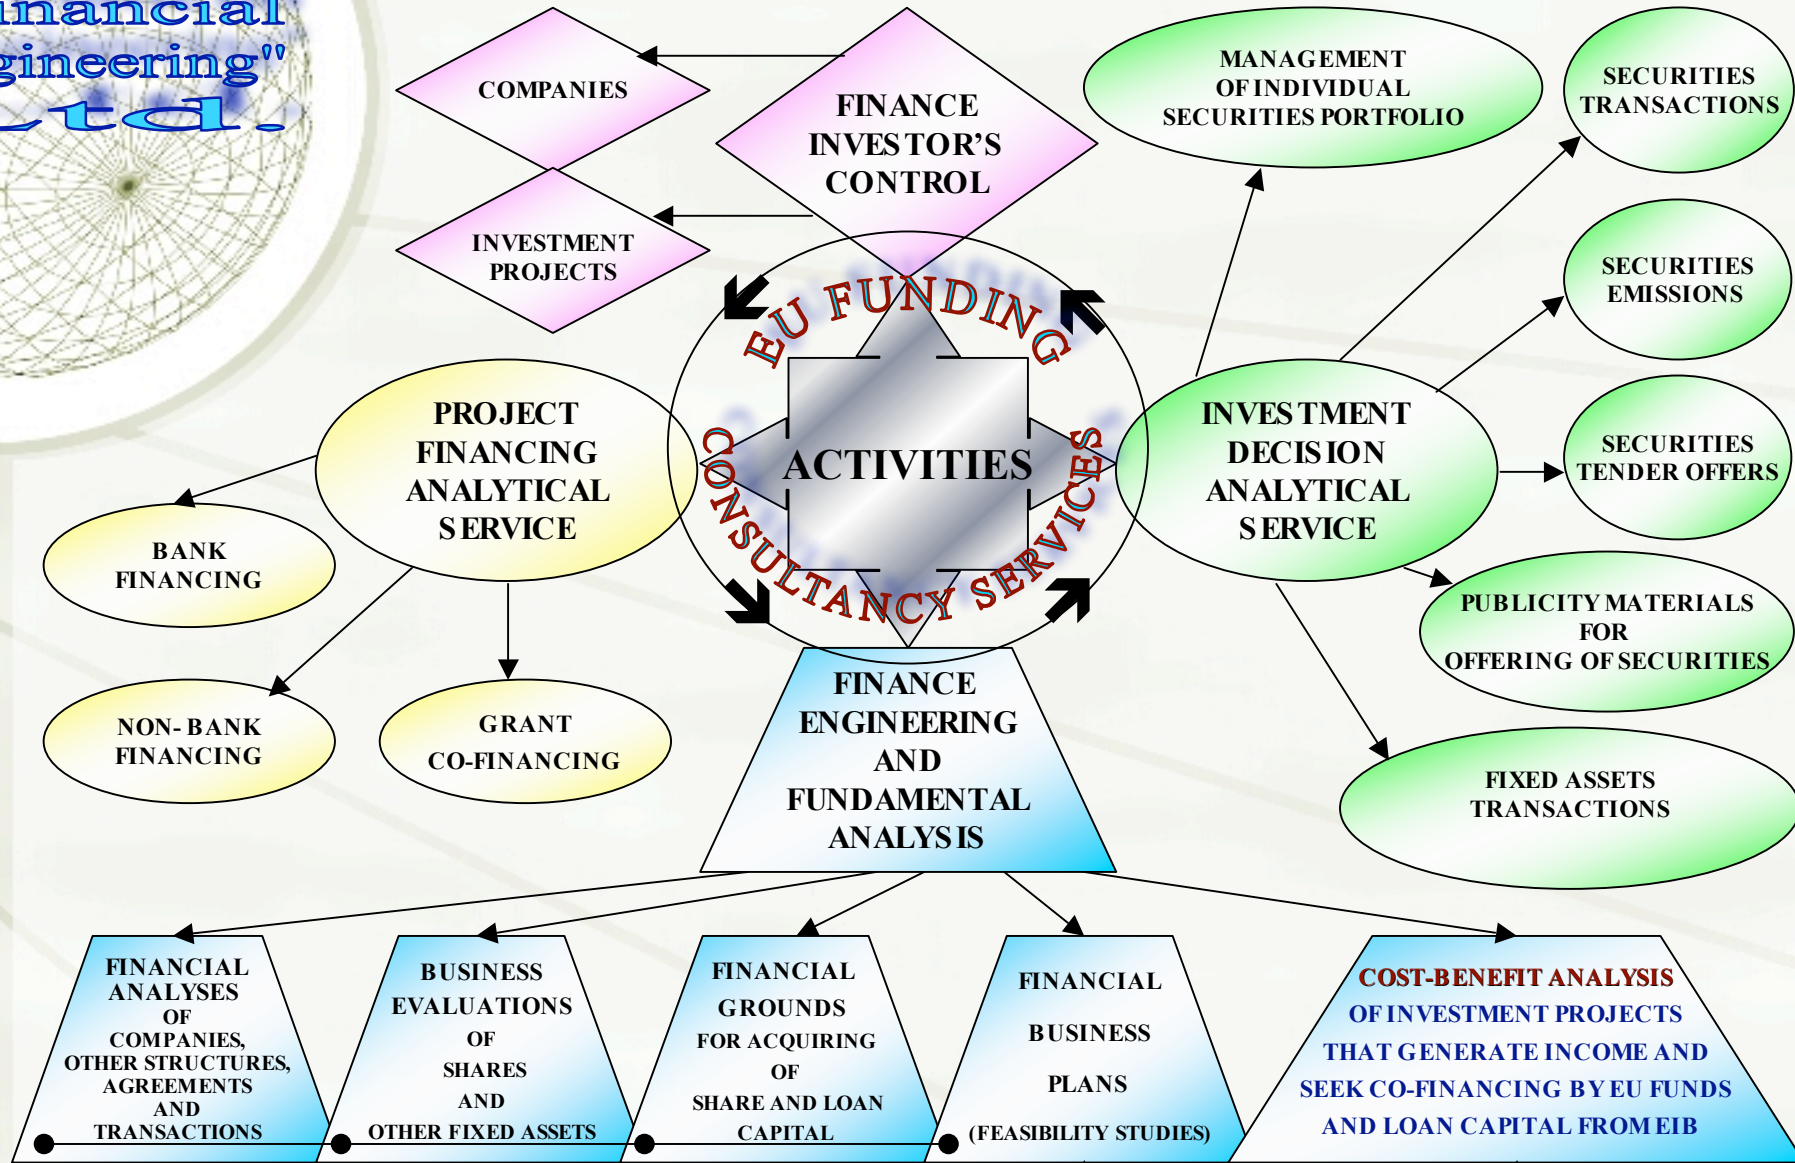 Ltd.
COMPANIES
FINANCE
INVESTOR'S
CONTROL
INVESTMENT
PROJECTS
MANAGEMENT
OF INDIVIDUAL
SECURITIES PORTFOLIO
SECURITIES
TRANSACTIONS
SECURITIES
EMISSIONS
SECURITIES
TENDER OFFERS
PUBLICITY MATERIALS
FOR
OFFERING OF SECURITIES
FIXED ASSETS
TRANSACTIONS
EU FUNDING
ACTIVITIES
CONSULTANCY SERVICES
PROJECT
FINANCING
ANALYTICAL
SERVICE
INVESTMENT
DECISION
ANALYTICAL
SERVICE
BANK
FINANCING
NON- BANK
FINANCING
GRANT
CO-FINANCING
FINANCE
ENGINEERING
AND
FUNDAMENTAL
ANALYSIS
FINANCIAL
ANALYSES
OF
COMPANIES,
OTHER STRUCTURES,
AGREEMENTS
AND
TRANSACTIONS
BUSINESS
EVALUATIONS
OF
SHARES
AND
OTHER FIXED ASSETS
FINANCIAL
GROUNDS
FOR ACQUIRING
OF
SHARE AND LOAN
CAPITAL
FINANCIAL
BUSINESS
PLANS
(FEASIBILITY STUDIES)
COST-BENEFIT ANALYSIS
OF INVESTMENT PROJECTS
THAT GENERATE INCOME AND
SEEK CO-FINANCING BY EU FUNDS
AND LOAN CAPITAL FROM EIB